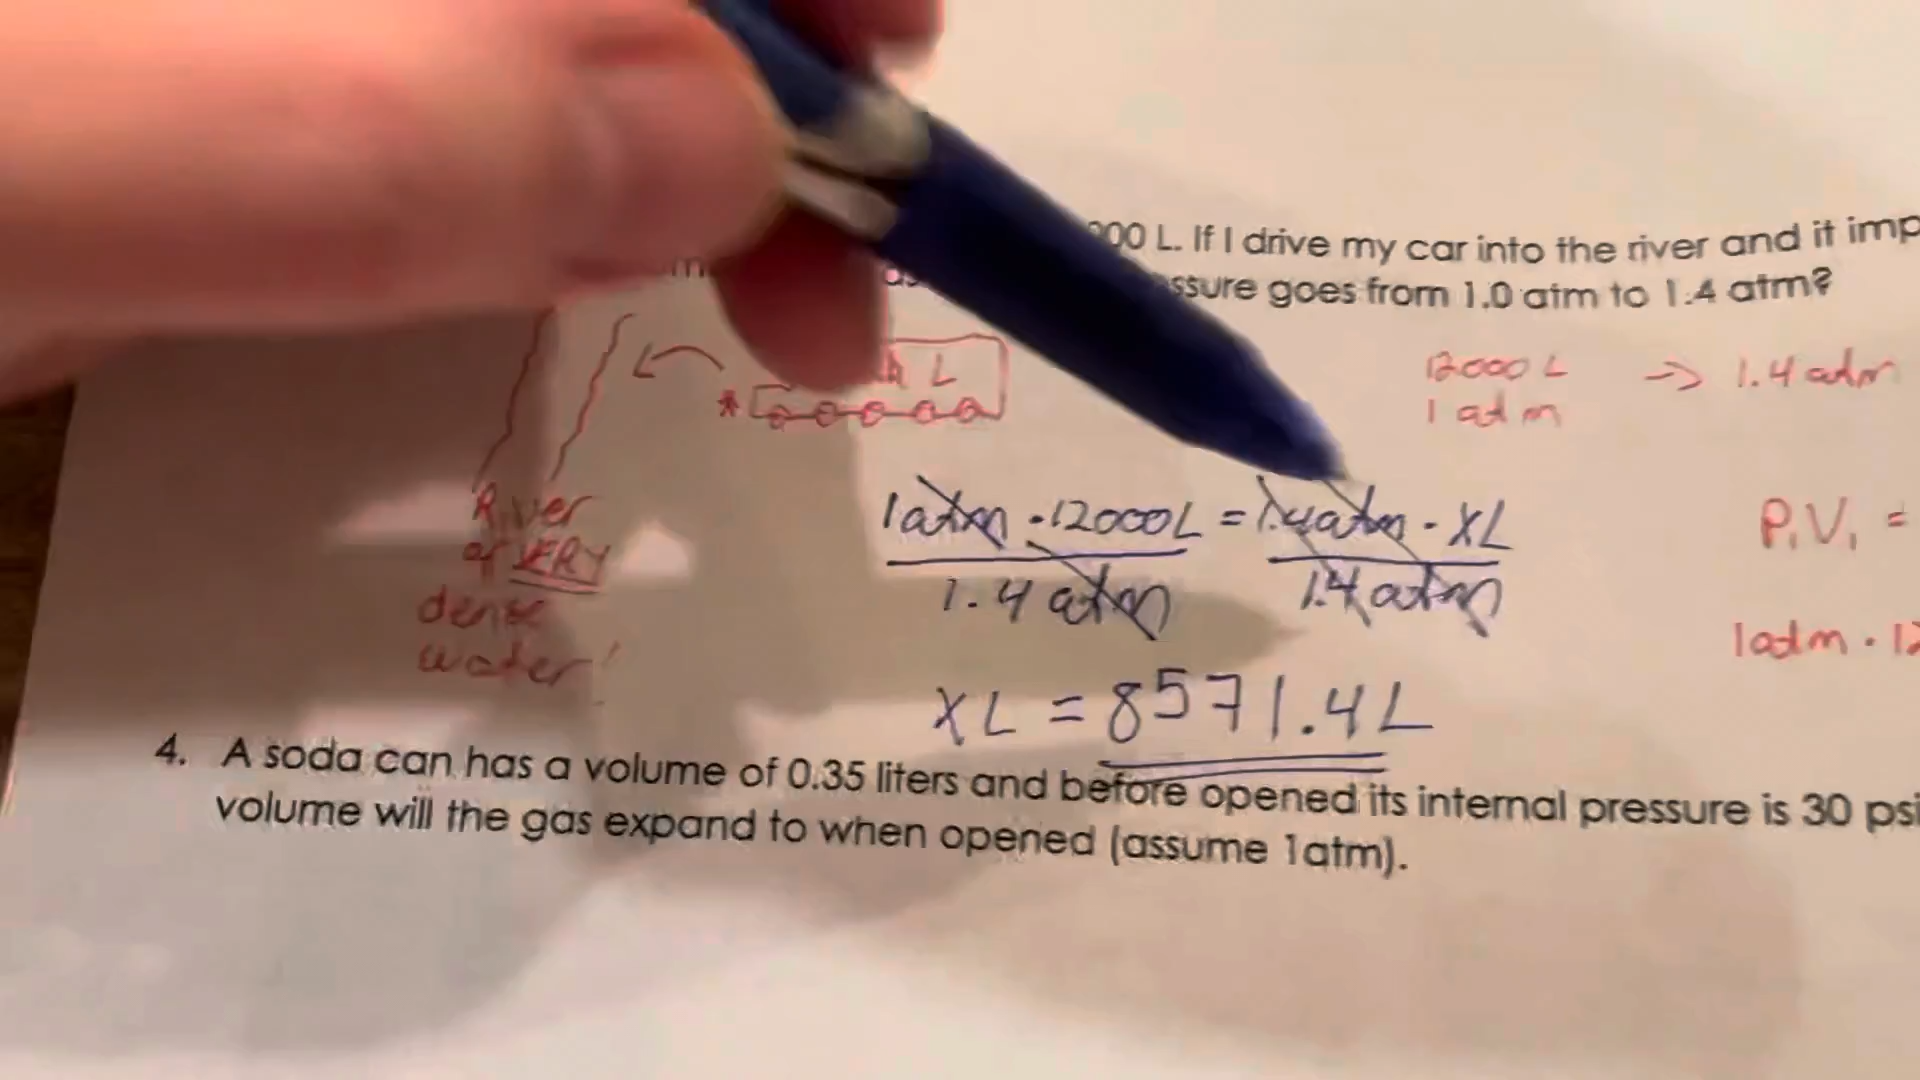 000 L. If I drive my car into the river and it imp
ssure goes from 1.0 atm to 1.4 atm?
L
12000 L → 1.4 atm
1 atm
River
of VERY
dense
water!
1atm · 12000L = 1.4atm · XL
1.4 atm 1.4 atm
P₁V₁ =
1atm · 12
XL = 8571.4L
4. A soda can has a volume of 0.35 liters and before opened its internal pressure is 30 psi
volume will the gas expand to when opened (assume 1atm).